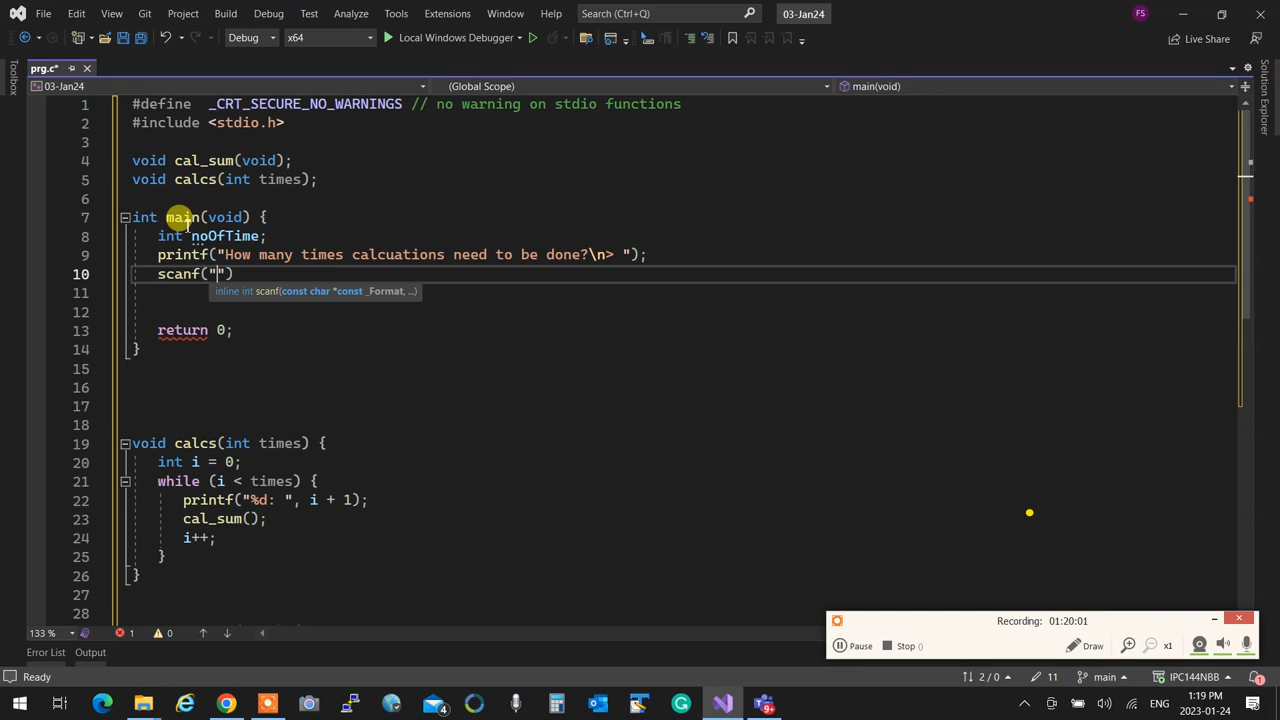 File Edit View Git Project Build Debug Test Analyze Tools Extensions Window Help Search (Ctrl+Q) 03-Jan24 FS
Debug x64 Local Windows Debugger Live Share
prg.c*
03-Jan24 (Global Scope) main(void)
Toolbox
Solution Explorer
1 #define _CRT_SECURE_NO_WARNINGS // no warning on stdio functions
2 #include <stdio.h>
3
4 void cal_sum(void);
5 void calcs(int times);
6
7 int main(void) {
8 int noOfTime;
9 printf("How many times calcuations need to be done?\n> ");
10 scanf("")
inline int scanf(const char *const _Format, ...)
11
12
13 return 0;
14 }
15
16
17
18
19 void calcs(int times) {
20 int i = 0;
21 while (i < times) {
22 printf("%d: ", i + 1);
23 cal_sum();
24 i++;
25 }
26 }
27
28
Recording: 01:20:01
Pause Stop () Draw x1
133 % 1 0
Error List Output
Ready 2 / 0 11 main IPC144NBB 1
4 9+ ENG 1:19 PM
2023-01-24